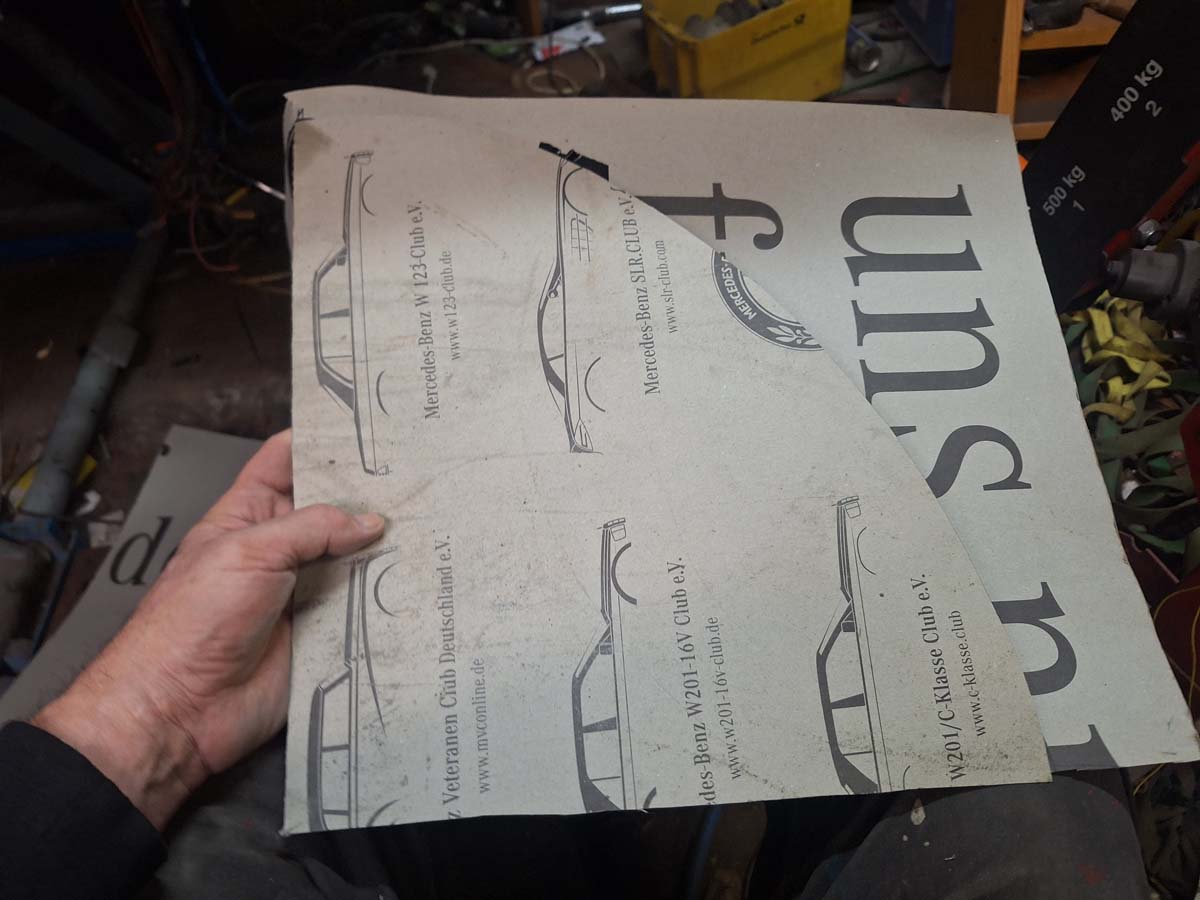 Mercedes-Benz W 123-Club e.V.
www.w123-club.de
Mercedes-Benz SLR.CLUB e.V.
www.slr-club.com
MERCEDES-
z Veteranen Club Deutschland e.V.
www.mvconline.de
des-Benz W201-16V Club e.V.
www.w201-16v-club.de
W201/C-Klasse Club e.V.
www.c-klasse.club
f
uns
n
d
400 kg
2
500 kg
1